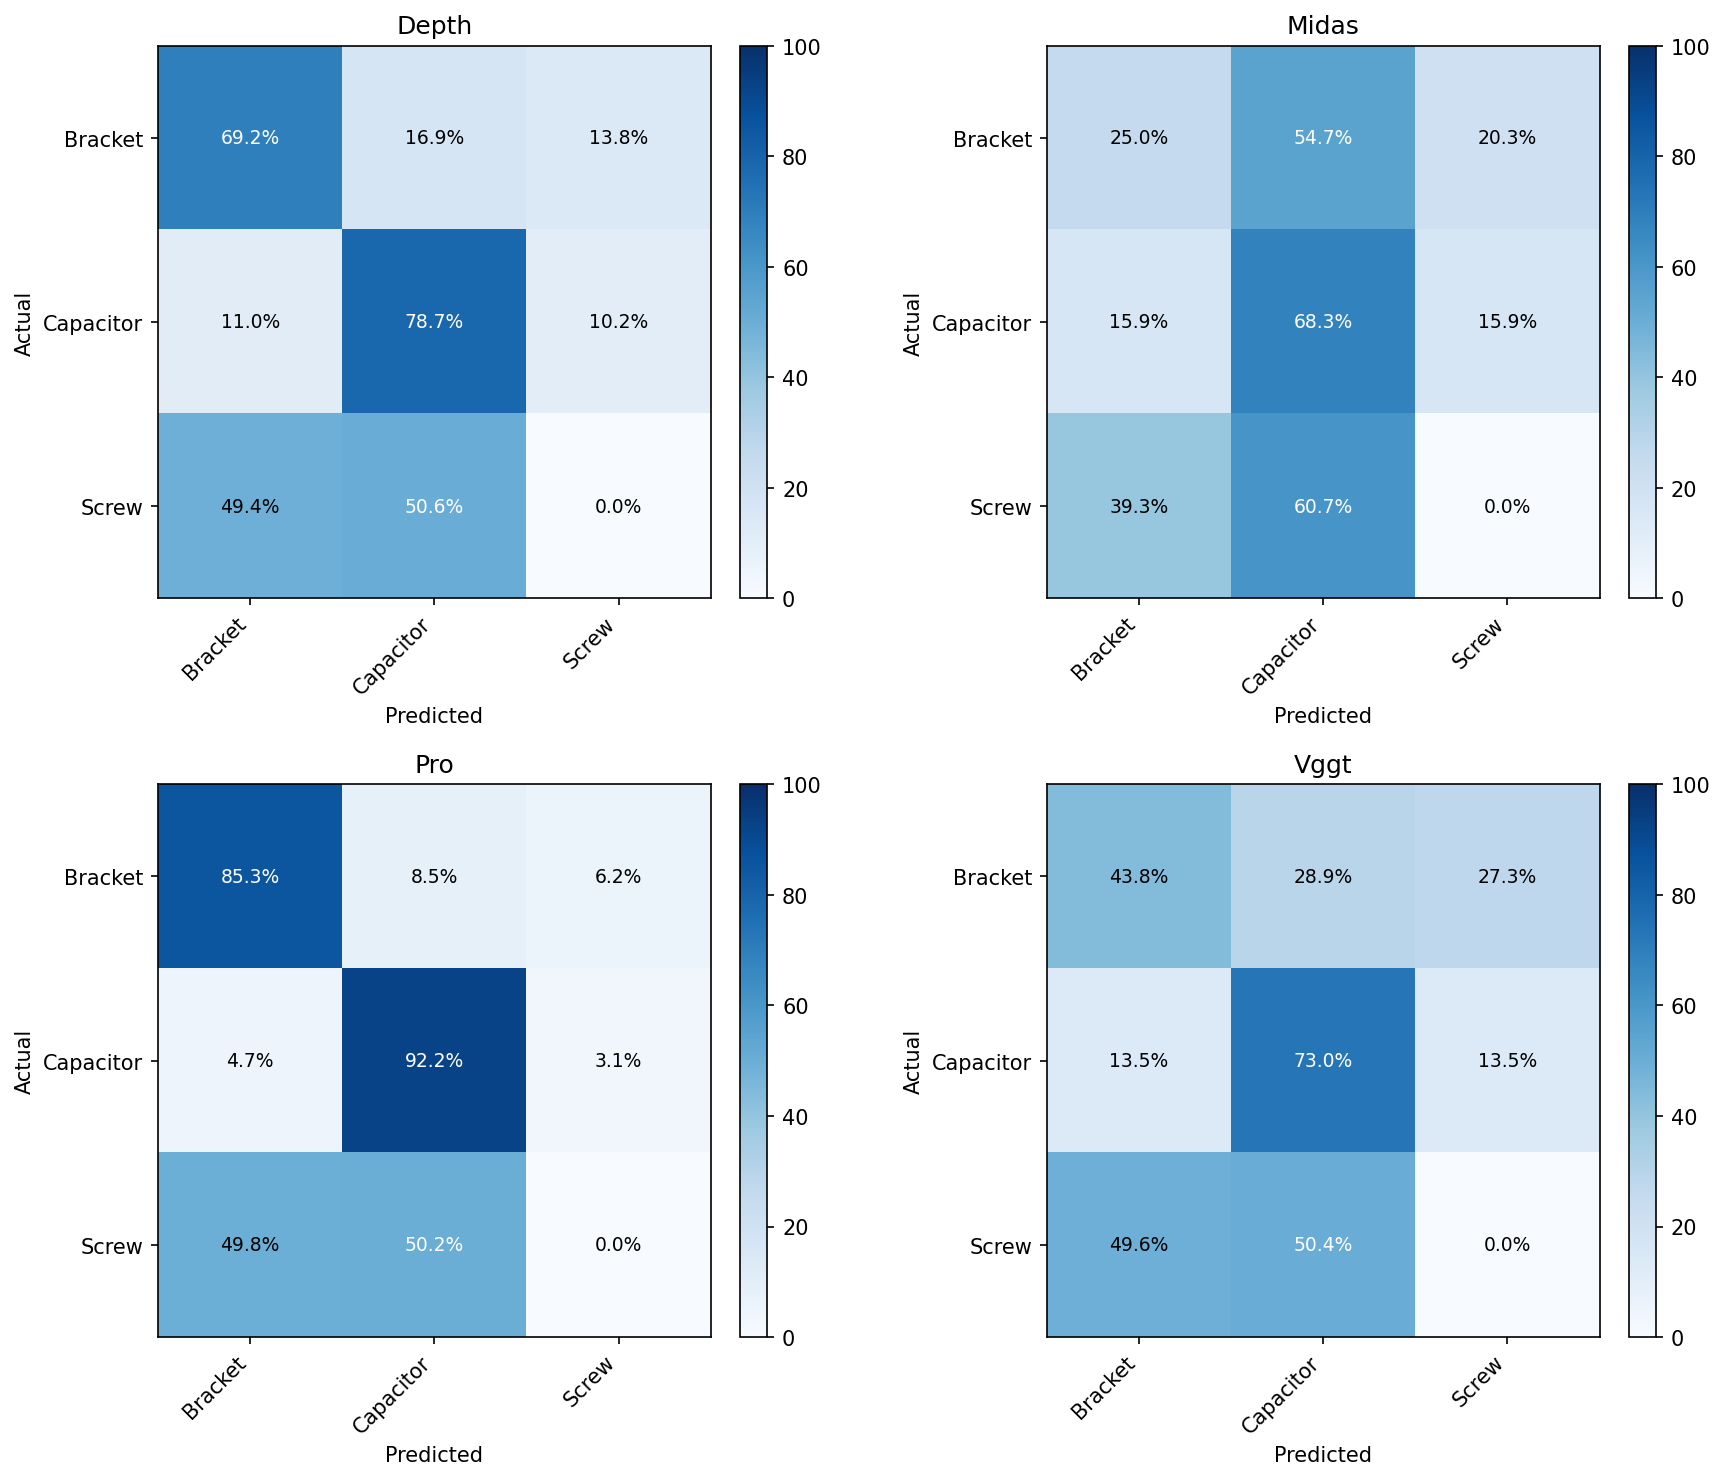 Depth
Bracket 69.2% 16.9% 13.8%
Capacitor 11.0% 78.7% 10.2%
Screw 49.4% 50.6% 0.0%
Actual
Bracket Capacitor Screw
Predicted
100
80
60
40
20
0
Midas
Bracket 25.0% 54.7% 20.3%
Capacitor 15.9% 68.3% 15.9%
Screw 39.3% 60.7% 0.0%
Actual
Bracket Capacitor Screw
Predicted
100
80
60
40
20
0
Pro
Bracket 85.3% 8.5% 6.2%
Capacitor 4.7% 92.2% 3.1%
Screw 49.8% 50.2% 0.0%
Actual
Bracket Capacitor Screw
Predicted
100
80
60
40
20
0
Vggt
Bracket 43.8% 28.9% 27.3%
Capacitor 13.5% 73.0% 13.5%
Screw 49.6% 50.4% 0.0%
Actual
Bracket Capacitor Screw
Predicted
100
80
60
40
20
0